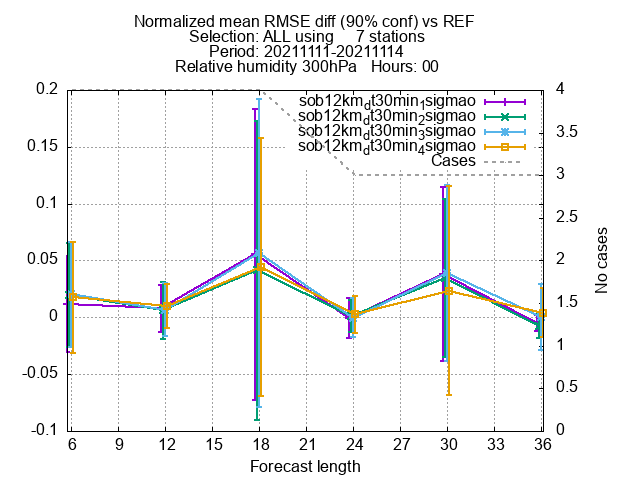 Normalized mean RMSE diff (90% conf) vs REF
Selection: ALL using 7 stations
Period: 20211111-20211114
Relative humidity 300hPa Hours: 00
sob12km_dt30min_1sigmao
sob12km_dt30min_2sigmao
sob12km_dt30min_3sigmao
sob12km_dt30min_4sigmao
Cases
0.2
0.15
0.1
0.05
0
-0.05
-0.1
4
3.5
3
2.5
2
1.5
1
0.5
0
No cases
6 9 12 15 18 21 24 27 30 33 36
Forecast length